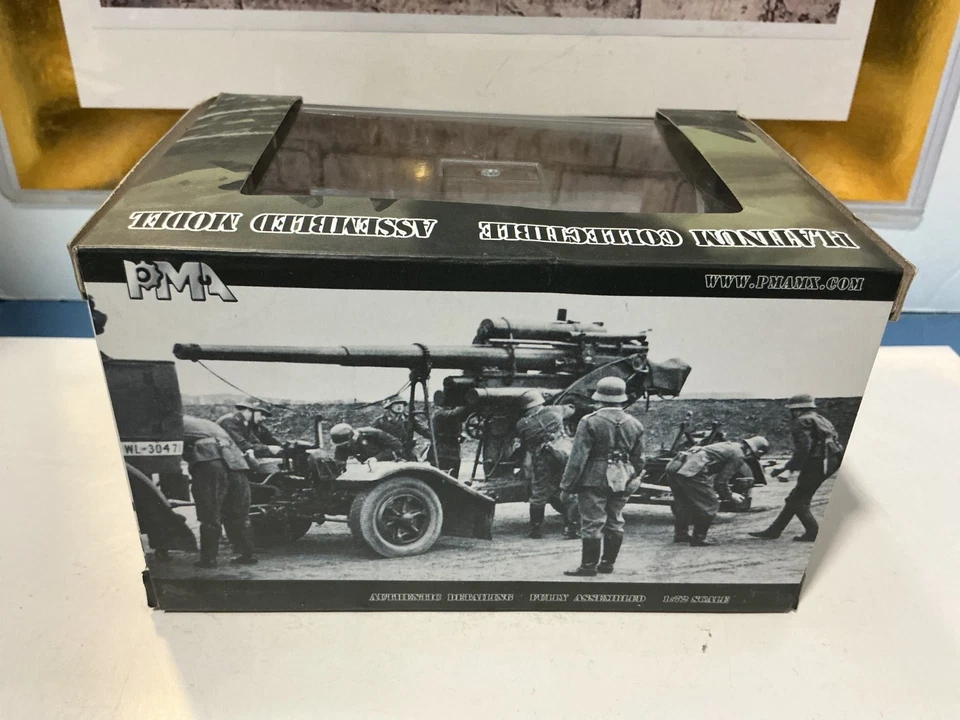 PLATINUM COLLECTIBLE ASSEMBLED MODEL
PMA
WWW.PMAMX.COM
WL-3047
AUTHENTIC DETAILING FULLY ASSEMBLED 1:72 SCALE